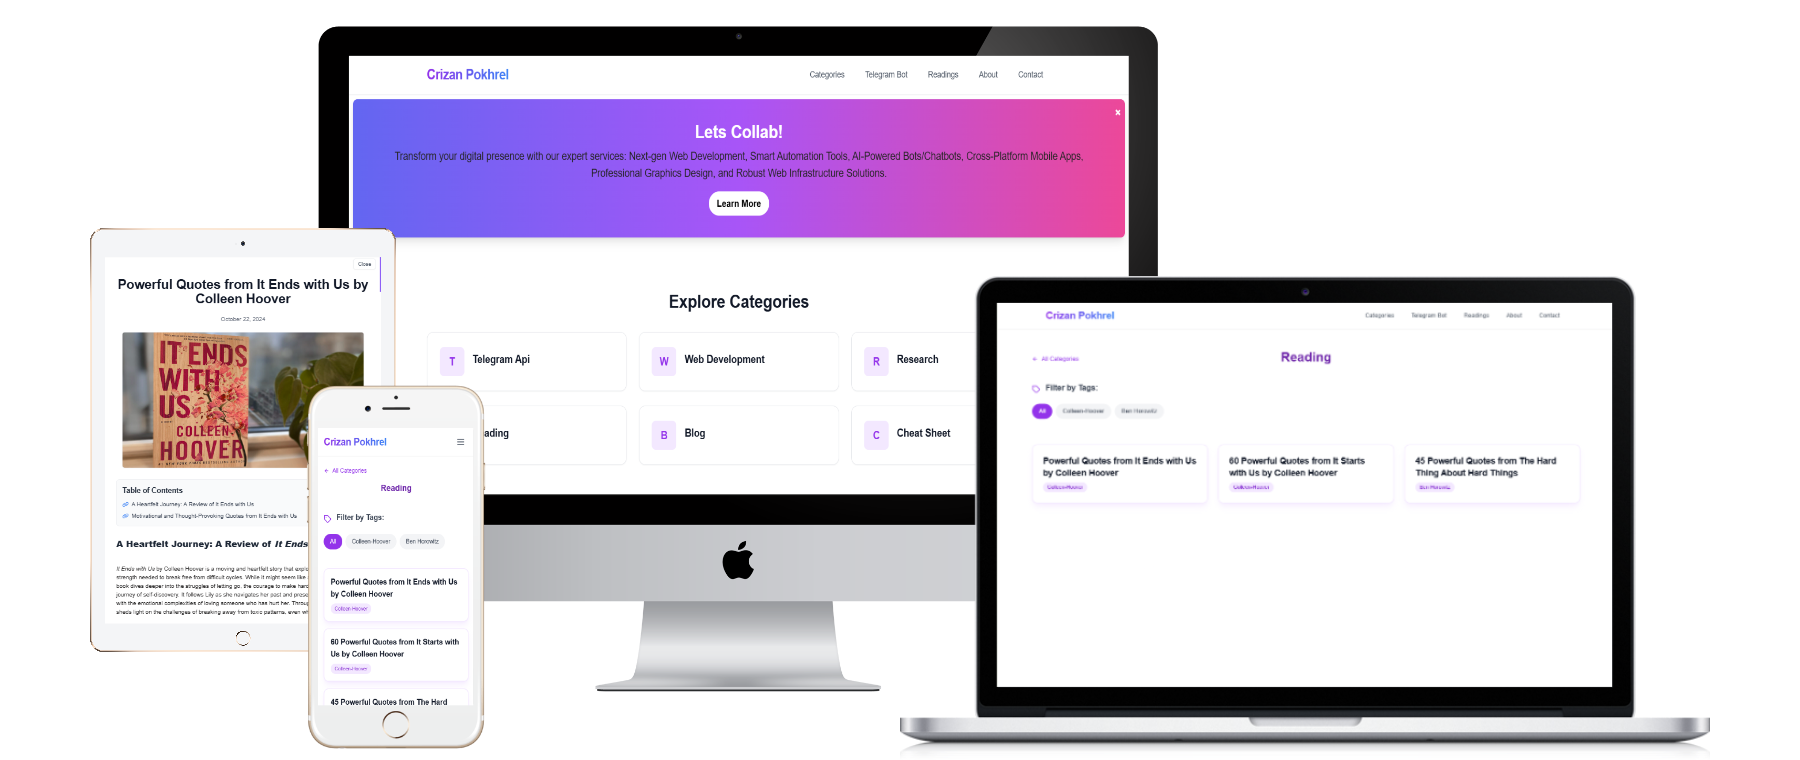 Crizan Pokhrel
Categories Telegram Bot Readings About Contact
x
Lets Collab!
Transform your digital presence with our expert services: Next-gen Web Development, Smart Automation Tools, AI-Powered Bots/Chatbots, Cross-Platform Mobile Apps,
Professional Graphics Design, and Robust Web Infrastructure Solutions.
Learn More
Explore Categories
T Telegram Api
W Web Development
R Research
ading
B Blog
C Cheat Sheet
Close
Powerful Quotes from It Ends with Us by
Colleen Hoover
October 22, 2024
IT ENDS
WITH
US
COLLEEN
HOOVER
Table of Contents
A Heartfelt Journey: A Review of It Ends with Us
Motivational and Thought-Provoking Quotes from It Ends with Us
A Heartfelt Journey: A Review of It Ends
It Ends with Us by Colleen Hoover is a moving and heartfelt story that explo
strength needed to break free from difficult cycles. While it might seem like
book dives deeper into the struggles of letting go, the courage to make hard
journey of self-discovery. It follows Lily as she navigates her past and prese
with the emotional complexities of loving someone who has hurt her. Throu
sheds light on the challenges of breaking away from toxic patterns, even wh
Crizan Pokhrel
← All Categories
Reading
Filter by Tags:
All Colleen-Hoover Ben Horowitz
Powerful Quotes from It Ends with Us
by Colleen Hoover
Colleen-Hoover
60 Powerful Quotes from It Starts with
Us by Colleen Hoover
Colleen-Hoover
45 Powerful Quotes from The Hard
Crizan Pokhrel
Categories Telegram Bot Readings About Contact
← All Categories
Reading
Filter by Tags:
All Colleen-Hoover Ben Horowitz
Powerful Quotes from It Ends with Us
by Colleen Hoover
Colleen-Hoover
60 Powerful Quotes from It Starts
with Us by Colleen Hoover
Colleen-Hoover
45 Powerful Quotes from The Hard
Thing About Hard Things
Ben Horowitz